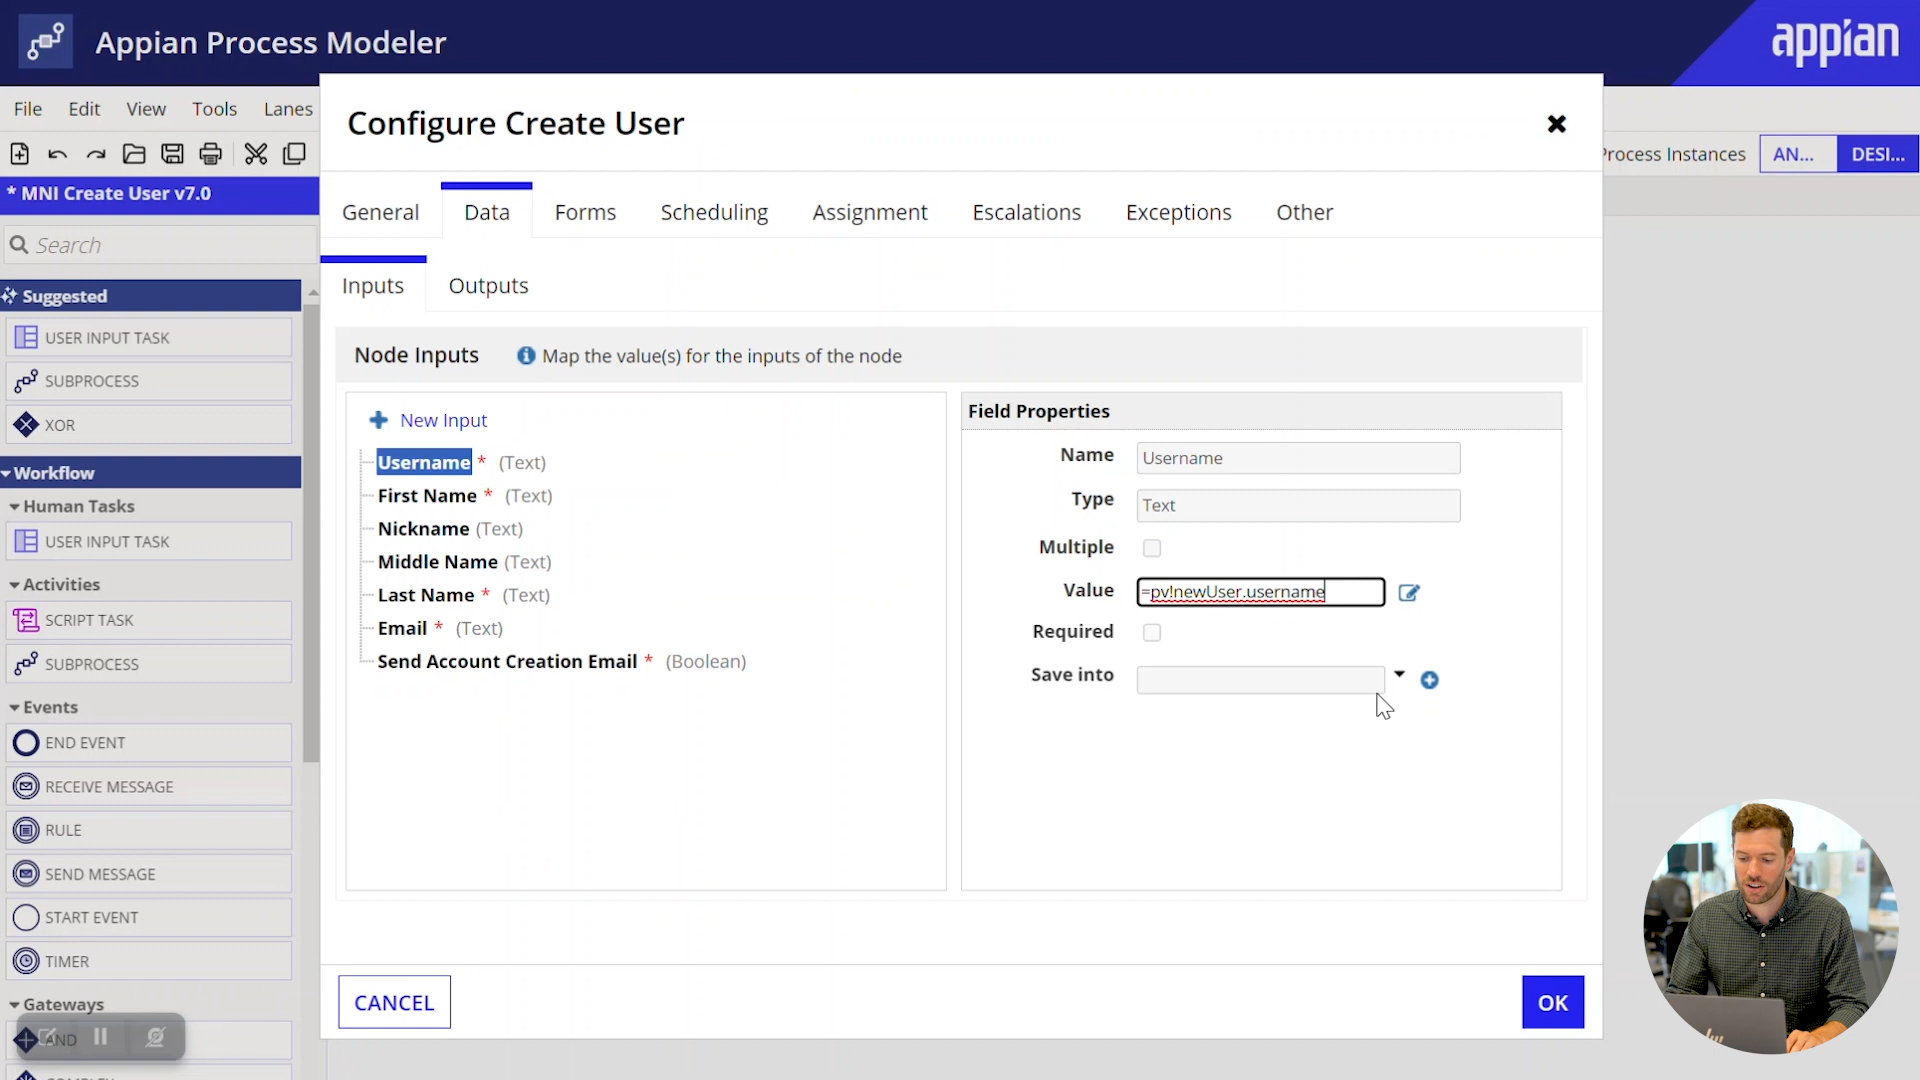 Appian Process Modeler
appian
File Edit View Tools Lanes
Process Instances AN... DESI...
* MNI Create User v7.0
Search
Suggested
USER INPUT TASK
SUBPROCESS
XOR
Workflow
Human Tasks
USER INPUT TASK
Activities
SCRIPT TASK
SUBPROCESS
Events
END EVENT
RECEIVE MESSAGE
RULE
SEND MESSAGE
START EVENT
TIMER
Gateways
AND
Configure Create User
General Data Forms Scheduling Assignment Escalations Exceptions Other
Inputs Outputs
Node Inputs Map the value(s) for the inputs of the node
New Input
Username * (Text)
First Name * (Text)
Nickname (Text)
Middle Name (Text)
Last Name * (Text)
Email * (Text)
Send Account Creation Email * (Boolean)
Field Properties
Name Username
Type Text
Multiple
Value =pv!newUser.username
Required
Save into
CANCEL OK
hp